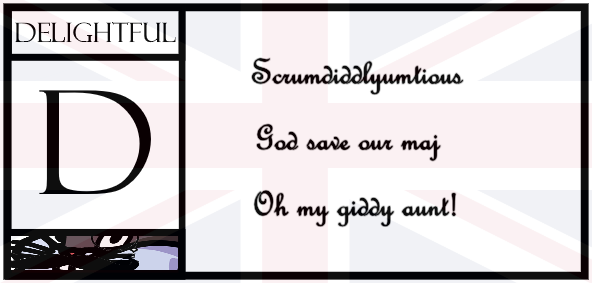 DELIGHTFUL
D
Scrumdiddlyumtious
God save our maj
Oh my giddy aunt!